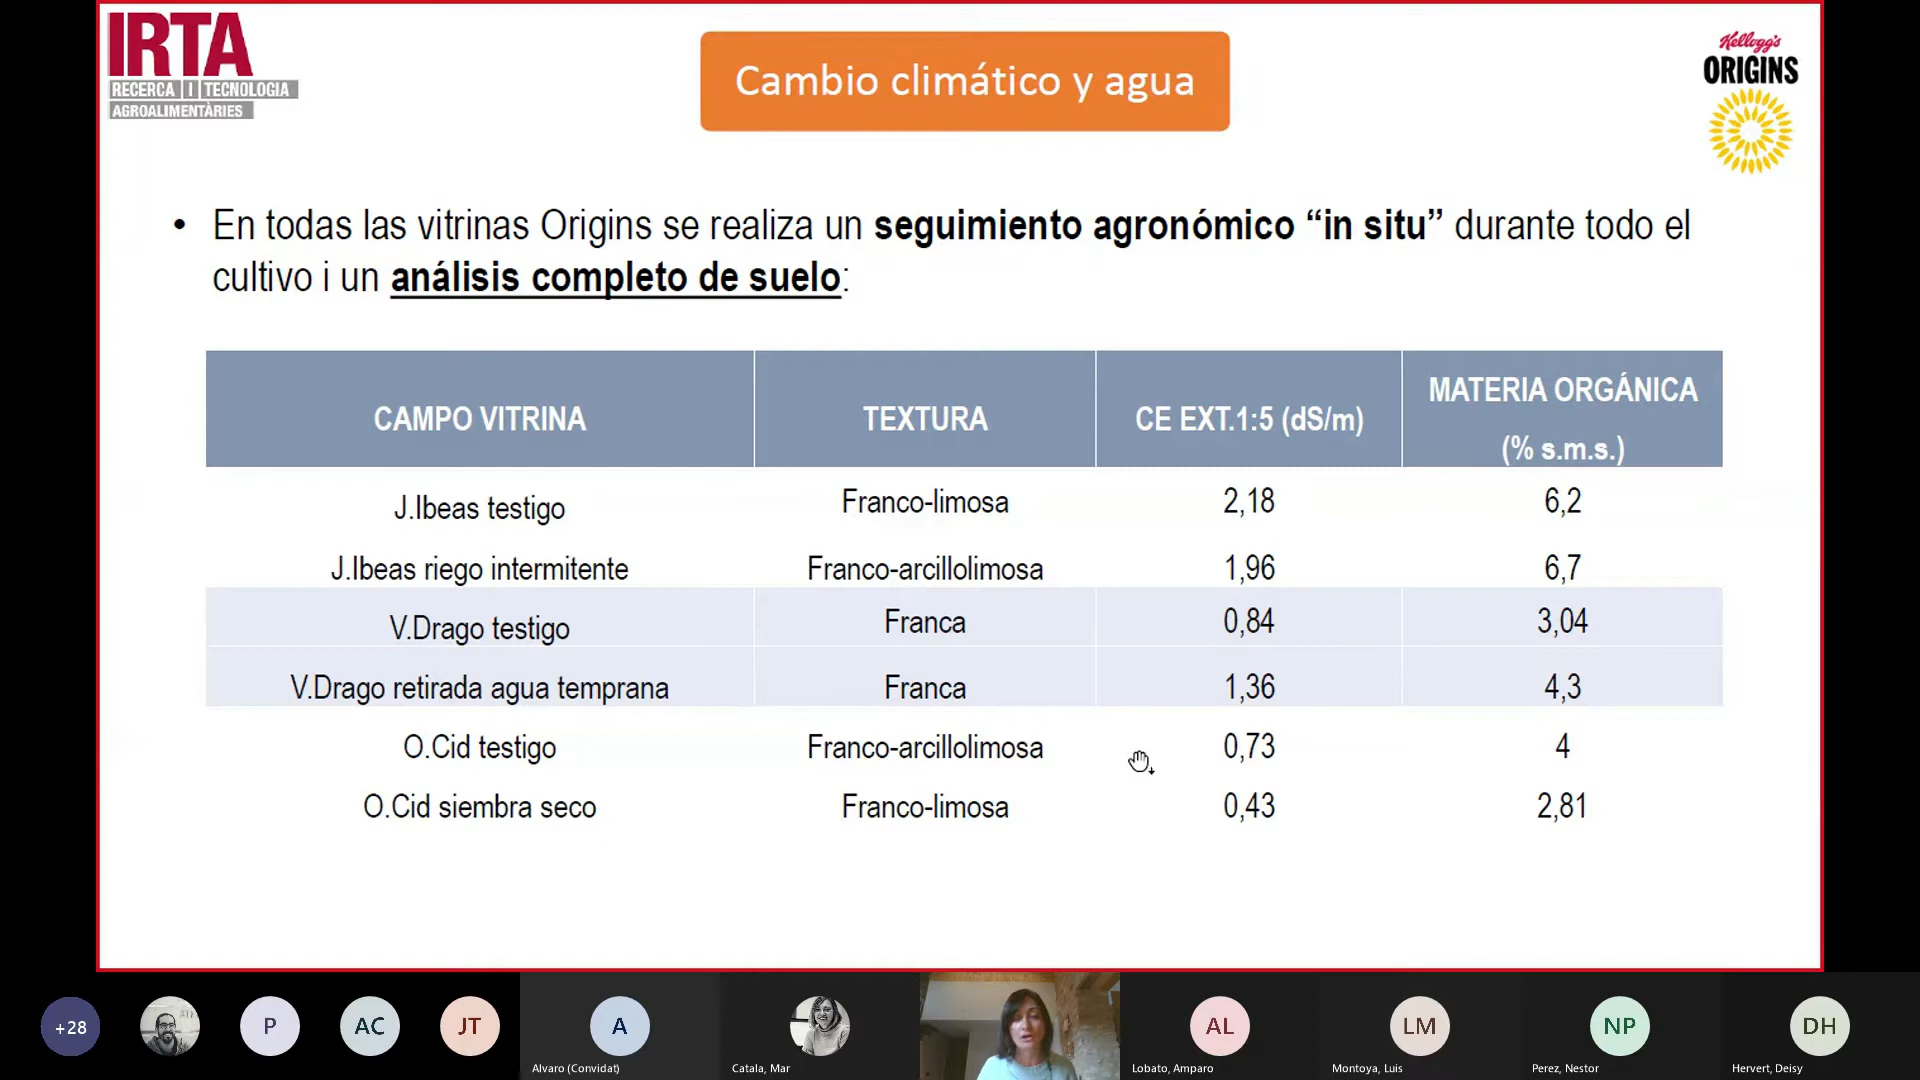 IRTA
RECERCA I TECNOLOGIA
AGROALIMENTÀRIES
Cambio climático y agua
Kellogg's
ORIGINS
• En todas las vitrinas Origins se realiza un seguimiento agronómico “in situ” durante todo el
cultivo i un análisis completo de suelo:
CAMPO VITRINA TEXTURA CE EXT.1:5 (dS/m) MATERIA ORGÁNICA
(% s.m.s.)
J.Ibeas testigo Franco-limosa 2,18 6,2
J.Ibeas riego intermitente Franco-arcillolimosa 1,96 6,7
V.Drago testigo Franca 0,84 3,04
V.Drago retirada agua temprana Franca 1,36 4,3
O.Cid testigo Franco-arcillolimosa 0,73 4
O.Cid siembra seco Franco-limosa 0,43 2,81
+28 P AC JT A AL LM NP DH
Alvaro (Convidat) Catala, Mar Lobato, Amparo Montoya, Luis Perez, Nestor Hervert, Deisy